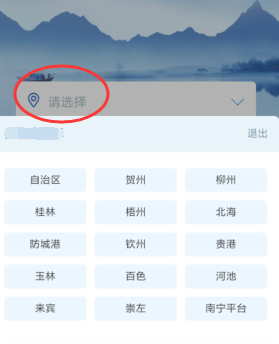 请选择
退出
自治区 贺州 柳州
桂林 梧州 北海
防城港 钦州 贵港
玉林 百色 河池
来宾 崇左 南宁平台